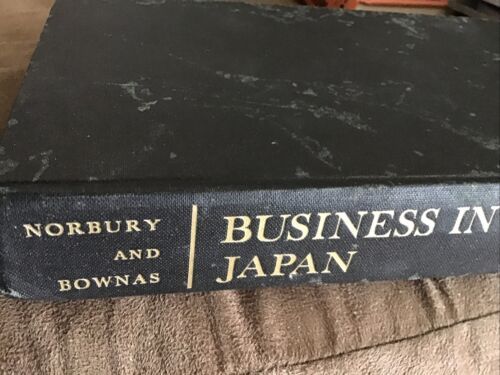 NORBURY
AND
BOWNAS
BUSINESS IN
JAPAN